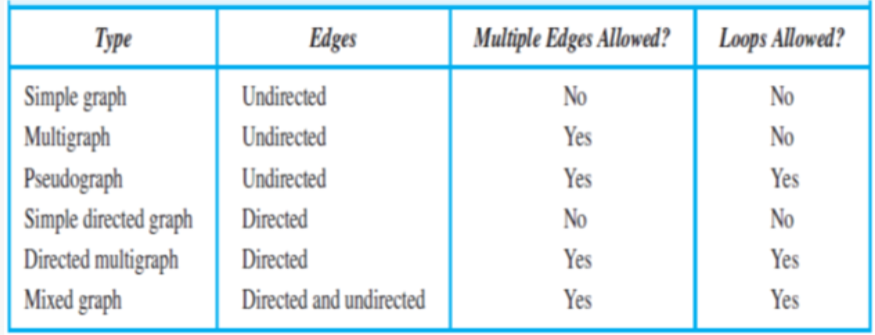 Type Edges Multiple Edges Allowed? Loops Allowed?
Simple graph Undirected No No
Multigraph Undirected Yes No
Pseudograph Undirected Yes Yes
Simple directed graph Directed No No
Directed multigraph Directed Yes Yes
Mixed graph Directed and undirected Yes Yes